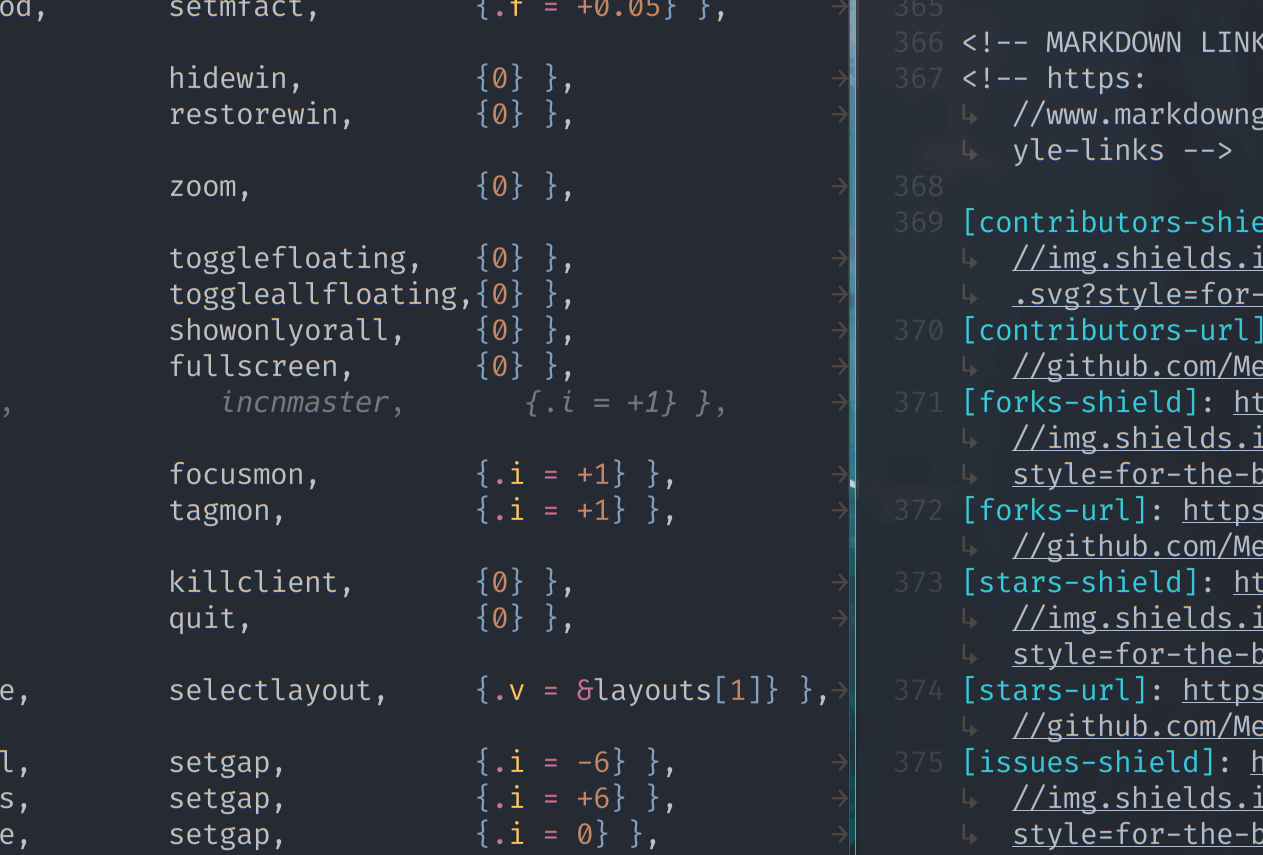 od, setmfact, {.f = +0.05} },
hidewin, {0} },
restorewin, {0} },
zoom, {0} },
togglefloating, {0} },
toggleallfloating,{0} },
showonlyorall, {0} },
fullscreen, {0} },
, incnmaster, {.i = +1} },
focusmon, {.i = +1} },
tagmon, {.i = +1} },
killclient, {0} },
quit, {0} },
e, selectlayout, {.v = &layouts[1]} },
l, setgap, {.i = -6} },
s, setgap, {.i = +6} },
e, setgap, {.i = 0} },
365
366 <!-- MARKDOWN LINK
367 <!-- https:
↳ //www.markdowng
↳ yle-links -->
368
369 [contributors-shie
↳ //img.shields.i
↳ .svg?style=for-
370 [contributors-url]
↳ //github.com/Me
371 [forks-shield]: ht
↳ //img.shields.i
↳ style=for-the-b
372 [forks-url]: https
↳ //github.com/Me
373 [stars-shield]: ht
↳ //img.shields.i
↳ style=for-the-b
374 [stars-url]: https
↳ //github.com/Me
375 [issues-shield]: h
↳ //img.shields.i
↳ style=for-the-b